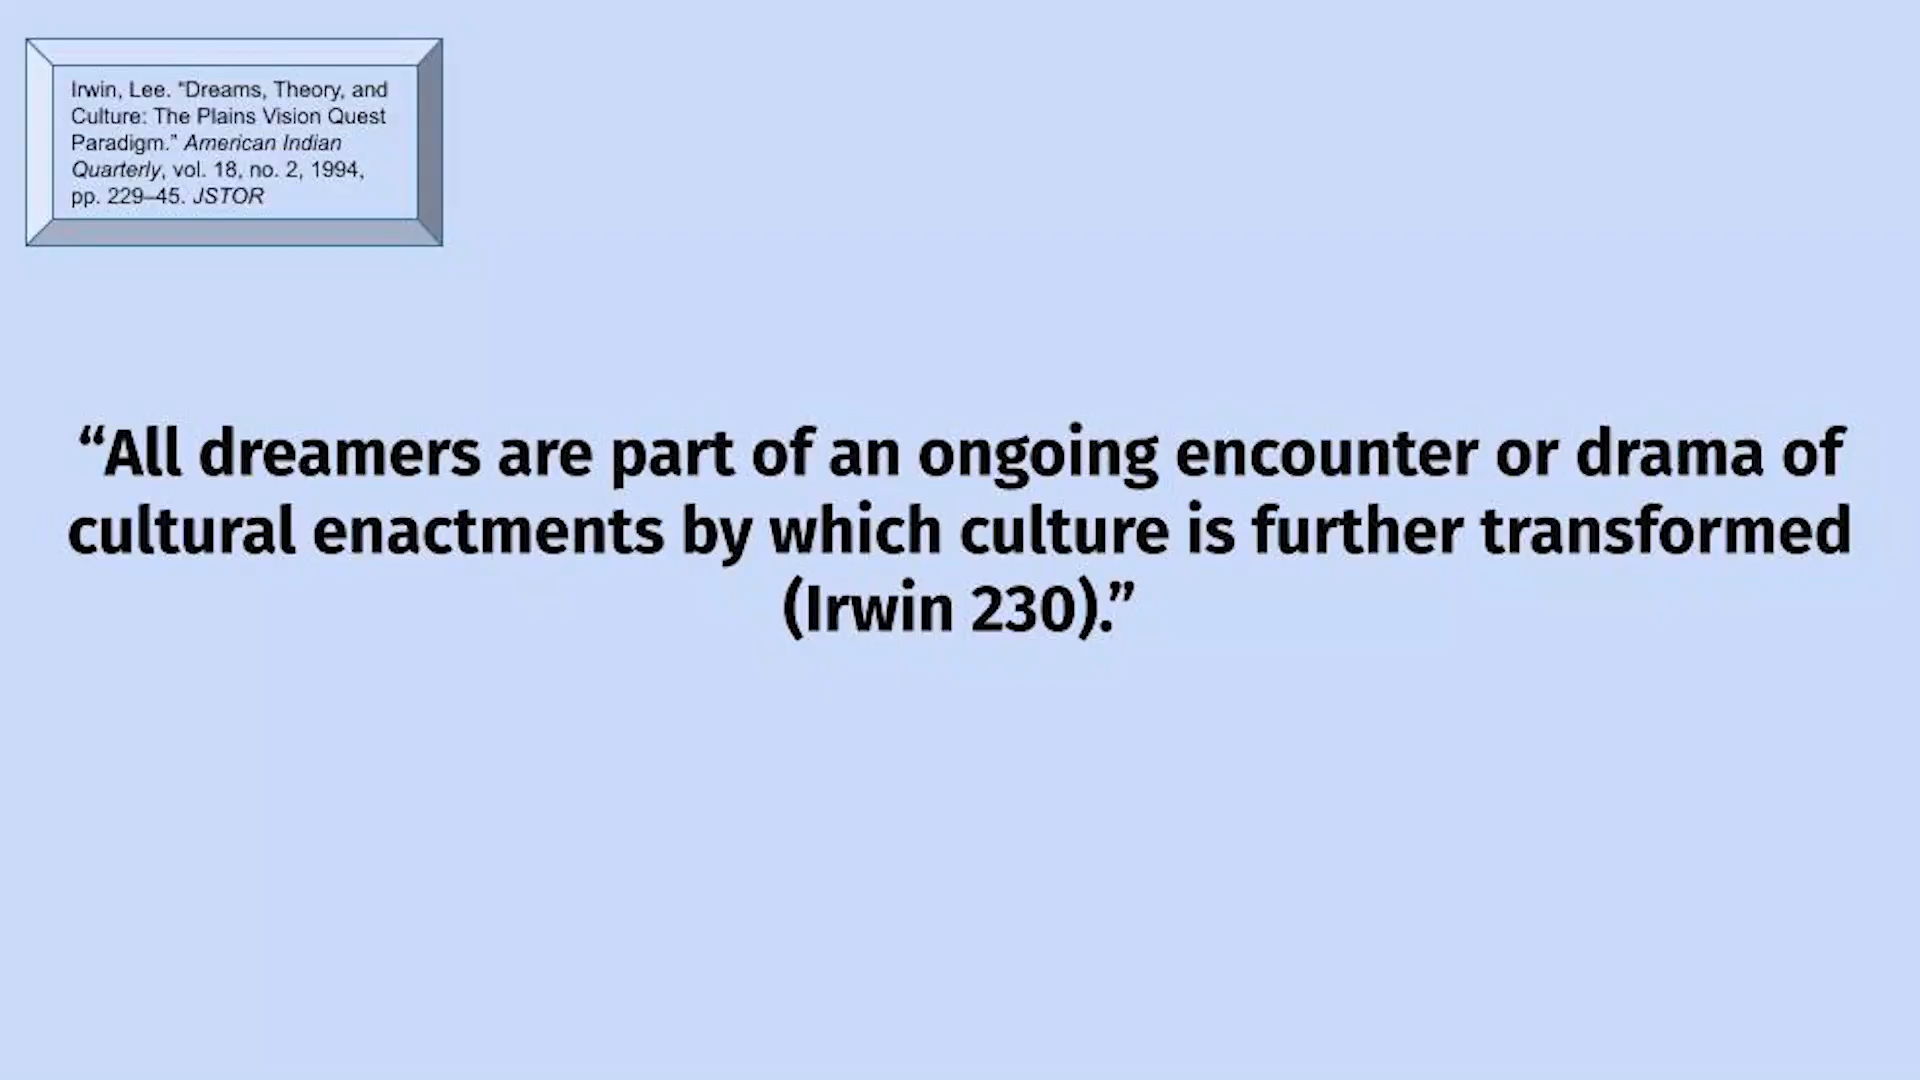 Irwin, Lee. “Dreams, Theory, and
Culture: The Plains Vision Quest
Paradigm.” American Indian
Quarterly, vol. 18, no. 2, 1994,
pp. 229–45. JSTOR
“All dreamers are part of an ongoing encounter or drama of
cultural enactments by which culture is further transformed
(Irwin 230).”